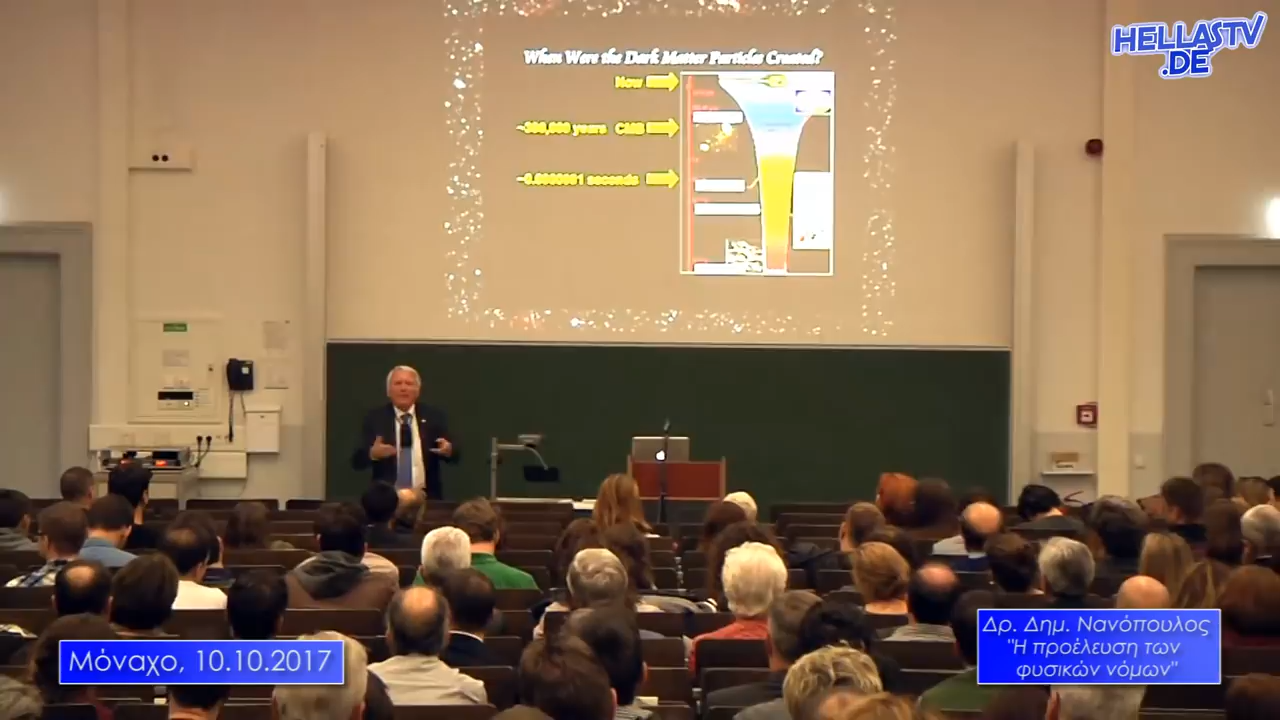 HELLASTV
.DE
When Were the Dark Matter Particles Created?
Now
~300,000 years CMB
~0.0000001 seconds
Μόναχο, 10.10.2017
Δρ. Δημ. Νανόπουλος
"Η προέλευση των
φυσικών νόμων"